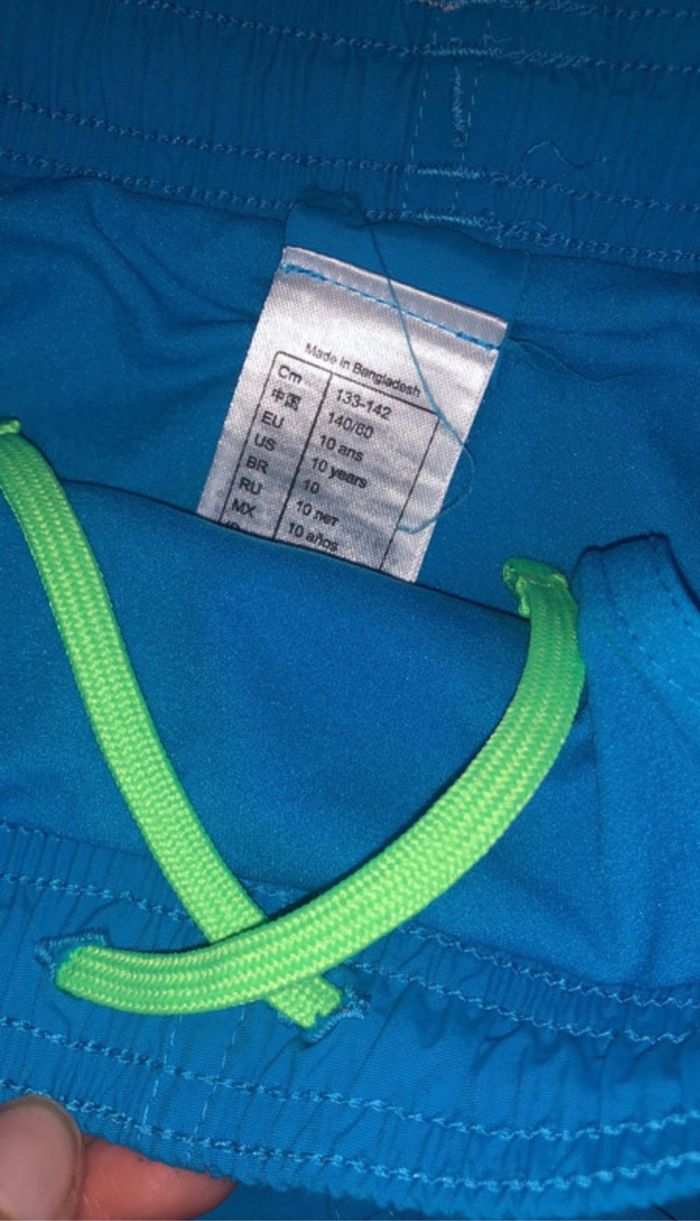 Made in Bangladesh
Cm 133-142
中国 140/60
EU 10 ans
US 10 years
BR 10
RU 10 лет
MX 10 años